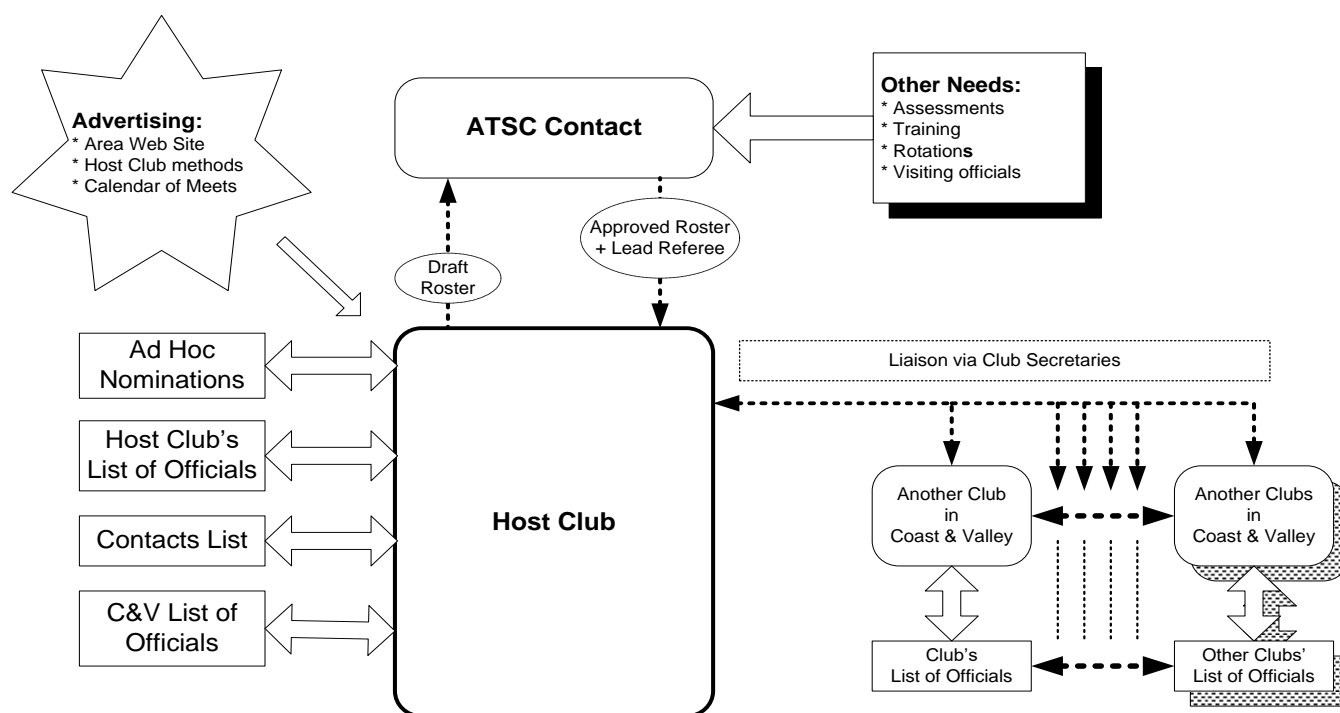 Advertising:
* Area Web Site
* Host Club methods
* Calendar of Meets
ATSC Contact
Other Needs:
* Assessments
* Training
* Rotations
* Visiting officials
Approved Roster
+ Lead Referee
Draft
Roster
Ad Hoc
Nominations
Host Club’s
List of Officials
Contacts List
C&V List of
Officials
Host Club
Liaison via Club Secretaries
Another Club
in
Coast & Valley
Another Clubs
in
Coast & Valley
Club’s
List of Officials
Other Clubs’
List of Officials